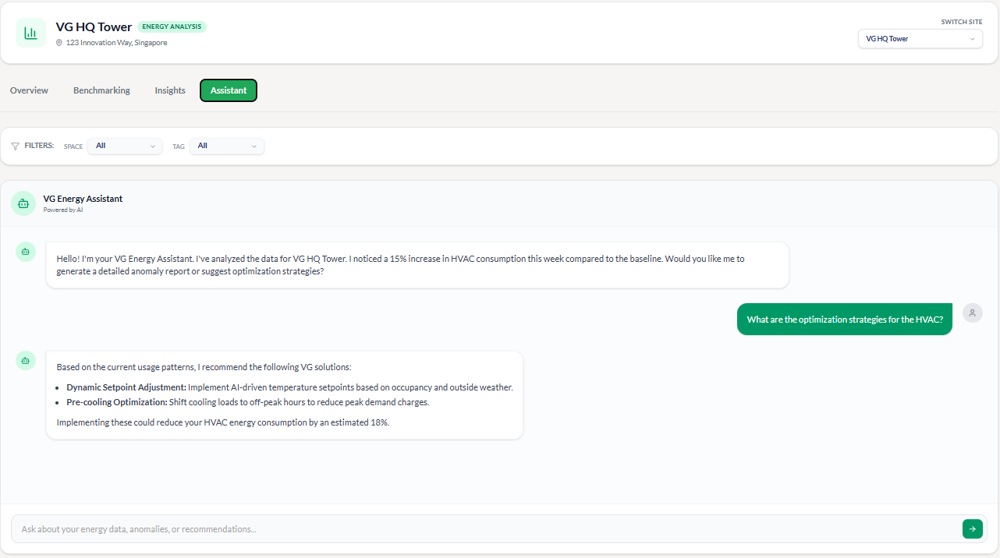 VG HQ Tower ENERGY ANALYSIS
123 Innovation Way, Singapore
SWITCH SITE
VG HQ Tower
Overview Benchmarking Insights Assistant
FILTERS: SPACE All TAG All
VG Energy Assistant
Powered by AI
Hello! I'm your VG Energy Assistant. I've analyzed the data for VG HQ Tower. I noticed a 15% increase in HVAC consumption this week compared to the baseline. Would you like me to
generate a detailed anomaly report or suggest optimization strategies?
What are the optimization strategies for the HVAC?
Based on the current usage patterns, I recommend the following VG solutions:
• Dynamic Setpoint Adjustment: Implement AI-driven temperature setpoints based on occupancy and outside weather.
• Pre-cooling Optimization: Shift cooling loads to off-peak hours to reduce peak demand charges.
Implementing these could reduce your HVAC energy consumption by an estimated 18%.
Ask about your energy data, anomalies, or recommendations...